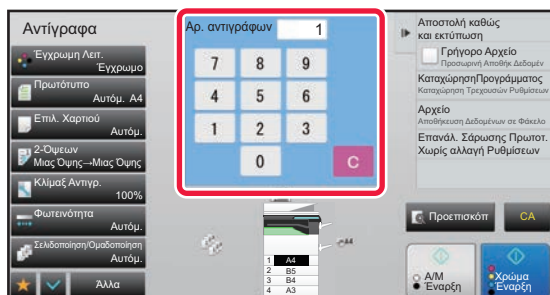 Αντίγραφα
Έγχρωμη Λειτ.
Έγχρωμο
Πρωτότυπο
Αυτόμ. A4
Επιλ. Χαρτιού
Αυτόμ.
2-Όψεων
Μιας Όψης→Μιας Όψης
Κλίμαξ Αντιγρ.
100%
Φωτεινότητα
Αυτόμ.
Σελιδοποίηση/Ομαδοποίηση
Αυτόμ.
Άλλα
Αρ. αντιγράφων 1
7 8 9
4 5 6
1 2 3
0 C
A4
1 A4
2 B5
3 B4
4 A3
Αποστολή καθώς
και εκτύπωση
Γρήγορο Αρχείο
Προσωρινή Αποθήκ Δεδομέν
ΚαταχώρησηΠρογράμματος
Καταχώρηση Τρεχουσών Ρυθμίσεων
Αρχείο
Αποθήκευση Δεδομένων σε Φάκελο
Επανάλ. Σάρωσης Πρωτοτ.
Χωρίς αλλαγή Ρυθμίσεων
Προεπισκόπ
CA
Α/Μ
Έναρξη
Χρώμα
Έναρξη